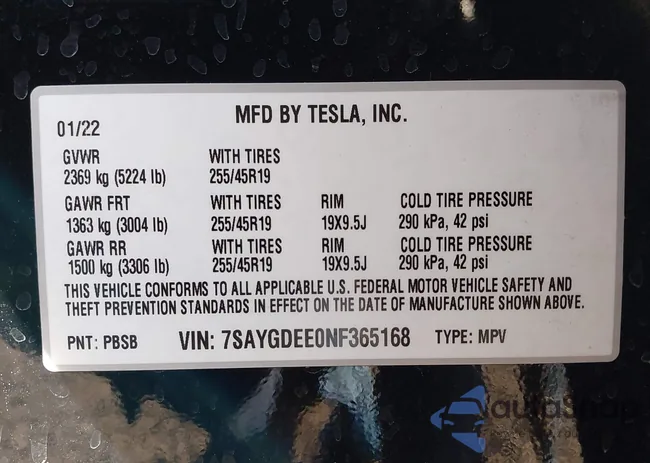 MFD BY TESLA, INC.
01/22
GVWR WITH TIRES
2369 kg (5224 lb) 255/45R19
GAWR FRT WITH TIRES RIM COLD TIRE PRESSURE
1363 kg (3004 lb) 255/45R19 19X9.5J 290 kPa, 42 psi
GAWR RR WITH TIRES RIM COLD TIRE PRESSURE
1500 kg (3306 lb) 255/45R19 19X9.5J 290 kPa, 42 psi
THIS VEHICLE CONFORMS TO ALL APPLICABLE U.S. FEDERAL MOTOR VEHICLE SAFETY AND
THEFT PREVENTION STANDARDS IN EFFECT ON THE DATE OF MANUFACTURE SHOWN ABOVE.
PNT: PBSB VIN: 7SAYGDEE0NF365168 TYPE: MPV